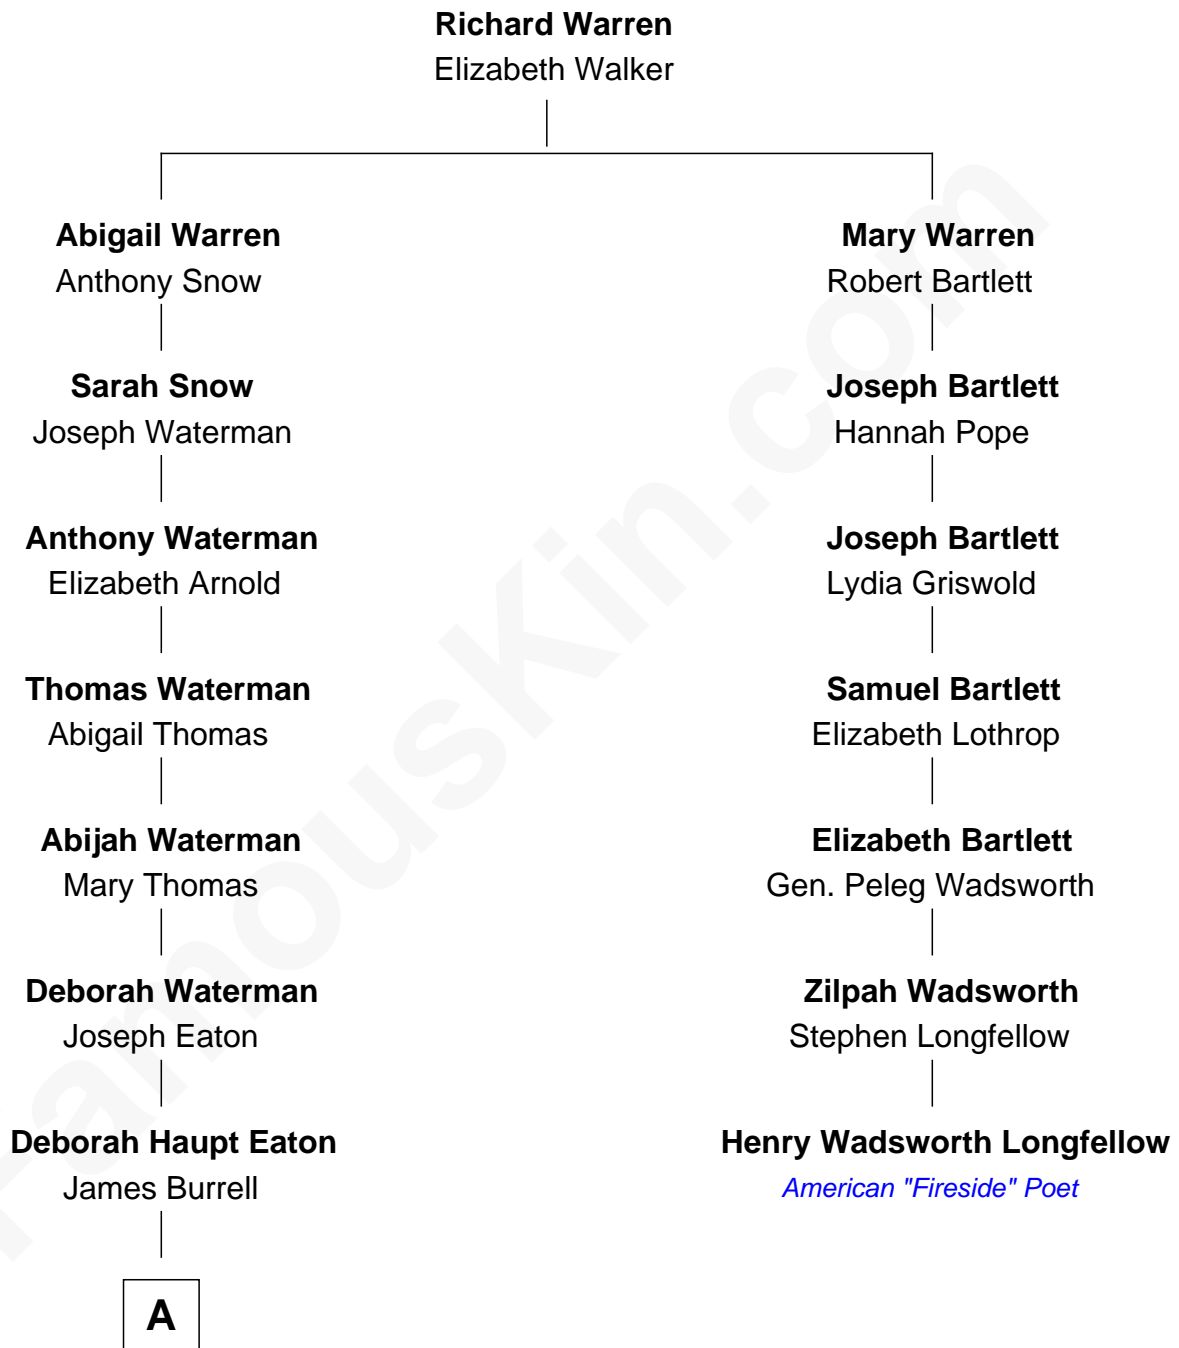 Richard Warren
Elizabeth Walker
Abigail Warren
Anthony Snow
Mary Warren
Robert Bartlett
Sarah Snow
Joseph Waterman
Joseph Bartlett
Hannah Pope
Anthony Waterman
Elizabeth Arnold
Joseph Bartlett
Lydia Griswold
Thomas Waterman
Abigail Thomas
Samuel Bartlett
Elizabeth Lothrop
Abijah Waterman
Mary Thomas
Elizabeth Bartlett
Gen. Peleg Wadsworth
Deborah Waterman
Joseph Eaton
Zilpah Wadsworth
Stephen Longfellow
Deborah Haupt Eaton
James Burrell
Henry Wadsworth Longfellow
American "Fireside" Poet
A
FamousKin.com